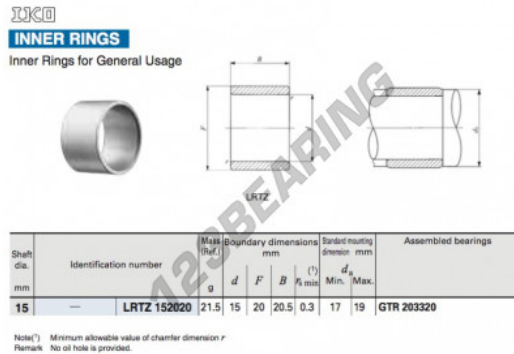 IKO
INNER RINGS
Inner Rings for General Usage
B
r
r
F
d
da
LRTZ
123BEARING
Shaft dia. mm
Identification number
Mass (Ref.) g
Boundary dimensions mm
d F B rs min (1)
Standard mounting dimension mm
da
Min. Max.
Assembled bearings
15 — LRTZ 152020 21.5 15 20 20.5 0.3 17 19 GTR 203320
Note(1) Minimum allowable value of chamfer dimension r
Remark No oil hole is provided.